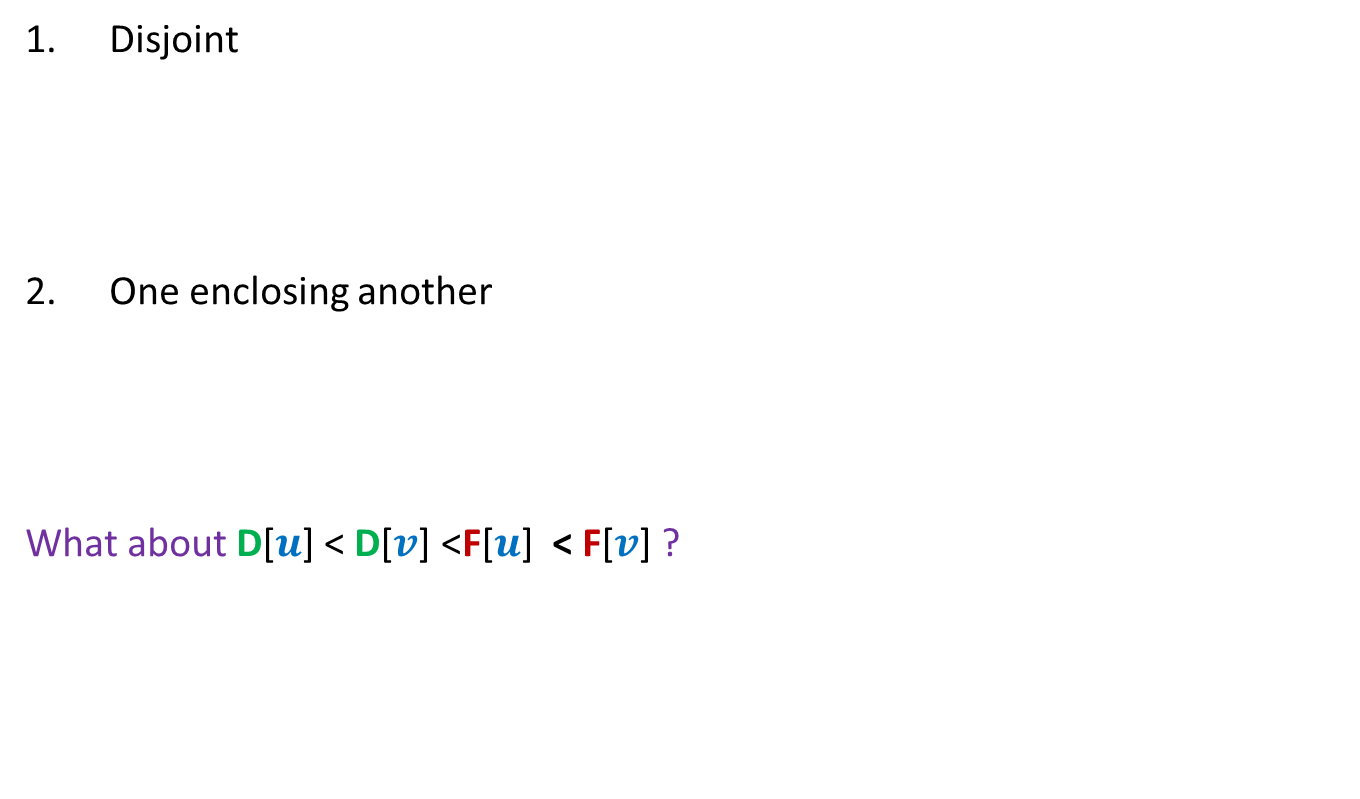 1. Disjoint
2. One enclosing another
What about D[u] < D[v] <F[u] < F[v] ?